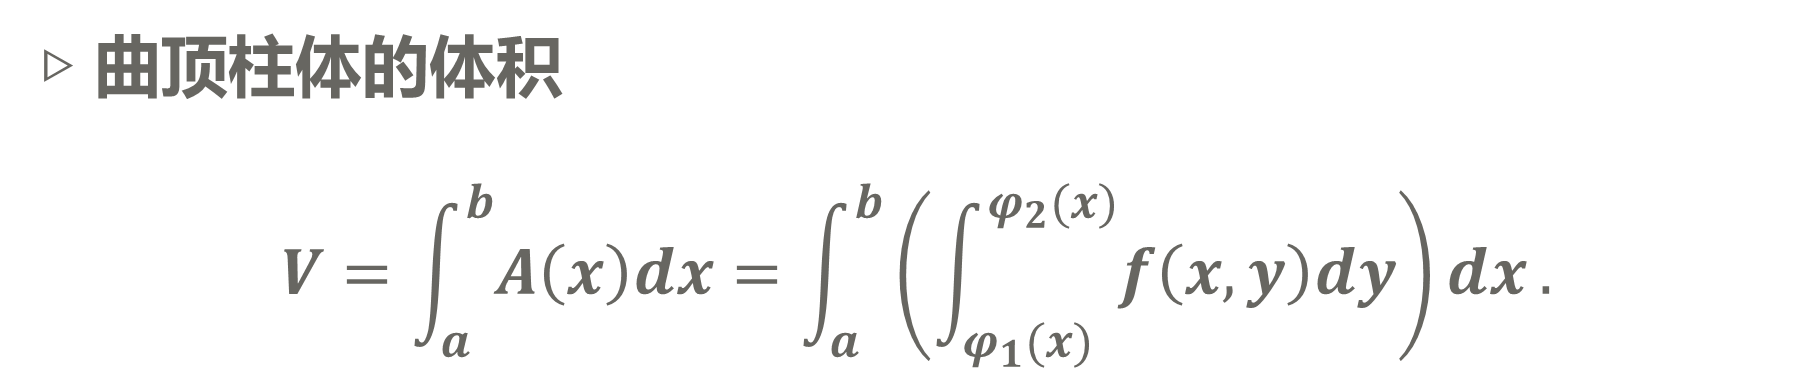 ▷ 曲顶柱体的体积
V = ∫_a^b A(x)dx = ∫_a^b (∫_{φ₁(x)}^{φ₂(x)} f(x,y)dy) dx .